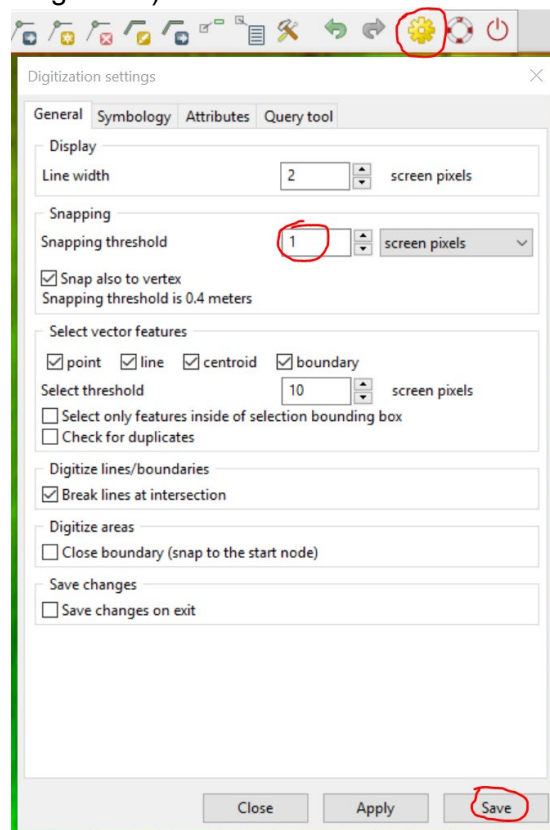 Digitization settings
General Symbology Attributes Query tool
Display
Line width 2 screen pixels
Snapping
Snapping threshold 1 screen pixels
Snap also to vertex
Snapping threshold is 0.4 meters
Select vector features
point line centroid boundary
Select threshold 10 screen pixels
Select only features inside of selection bounding box
Check for duplicates
Digitize lines/boundaries
Break lines at intersection
Digitize areas
Close boundary (snap to the start node)
Save changes
Save changes on exit
Close Apply Save